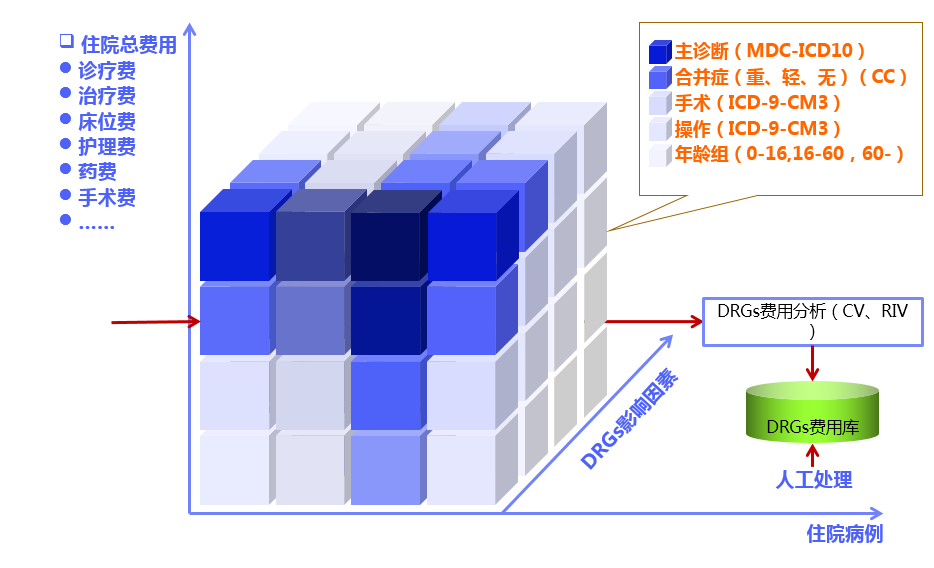 住院总费用
诊疗费
治疗费
床位费
护理费
药费
手术费
……
主诊断（MDC-ICD10）
合并症（重、轻、无）（CC）
手术（ICD-9-CM3）
操作（ICD-9-CM3）
年龄组（0-16,16-60，60-）
DRGs费用分析（CV、RIV
）
DRGs影响因素
DRGs费用库
人工处理
住院病例